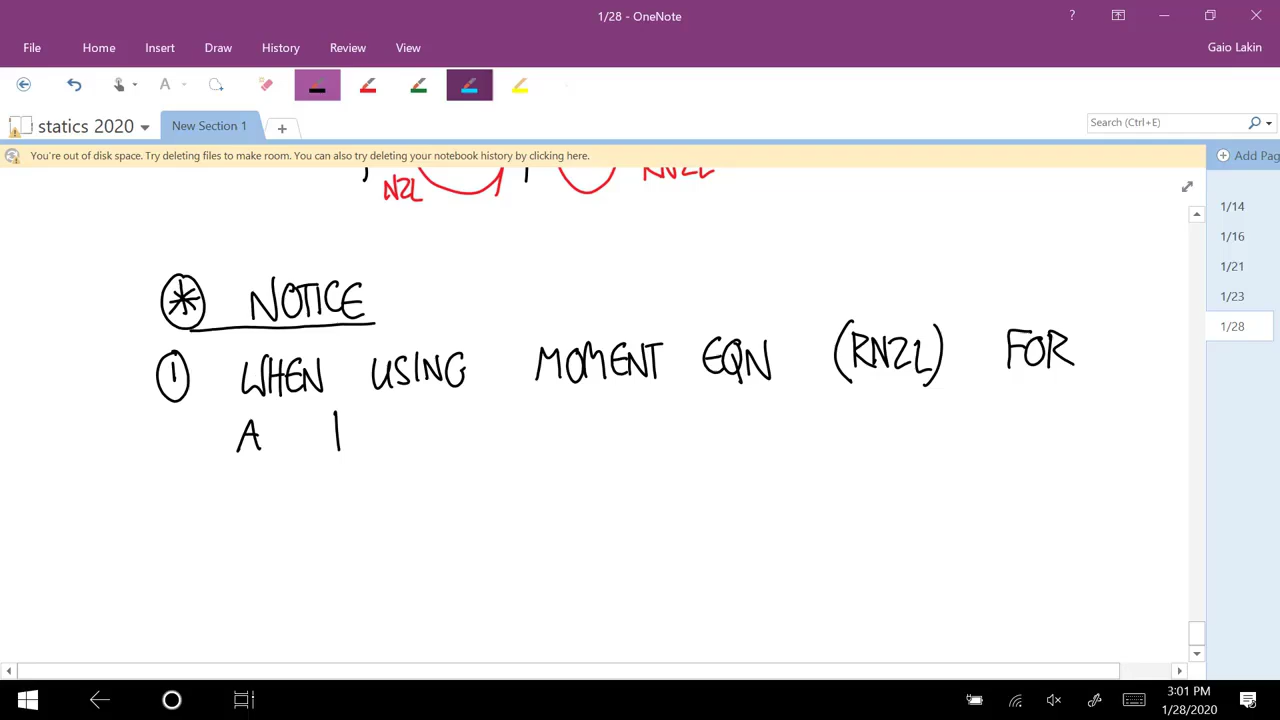 1/28 - OneNote
?
File Home Insert Draw History Review View
Gaio Lakin
A
statics 2020
New Section 1
+
Search (Ctrl+E)
You're out of disk space. Try deleting files to make room. You can also try deleting your notebook history by clicking here.
Add Pag
N2L RN2L
1/14
1/16
1/21
1/23
1/28
* NOTICE
1 WHEN USING MOMENT EQN (RN2L) FOR
A
3:01 PM
1/28/2020